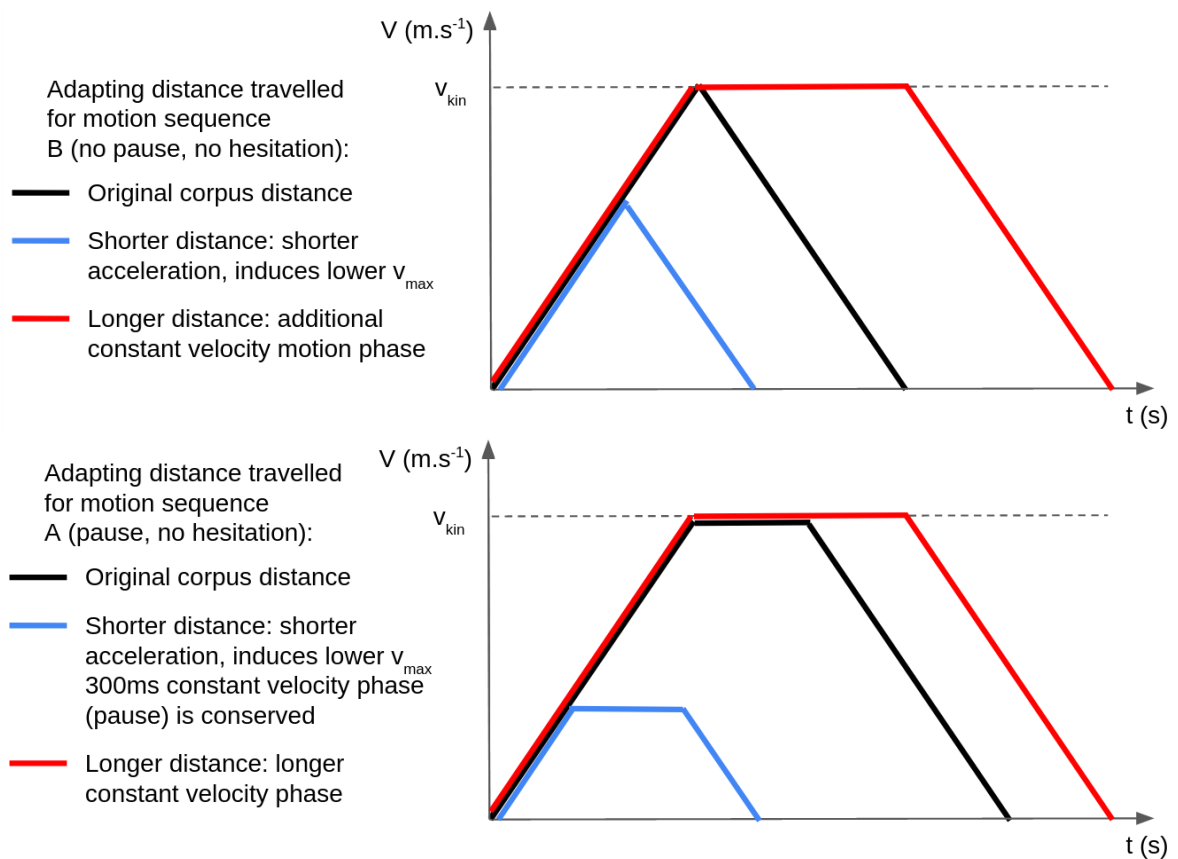 V (m.s-1)
vkin
Adapting distance travelled
for motion sequence
B (no pause, no hesitation):
Original corpus distance
Shorter distance: shorter
acceleration, induces lower vmax
Longer distance: additional
constant velocity motion phase
t (s)
V (m.s-1)
vkin
Adapting distance travelled
for motion sequence
A (pause, no hesitation):
Original corpus distance
Shorter distance: shorter
acceleration, induces lower vmax
300ms constant velocity phase
(pause) is conserved
Longer distance: longer
constant velocity phase
t (s)